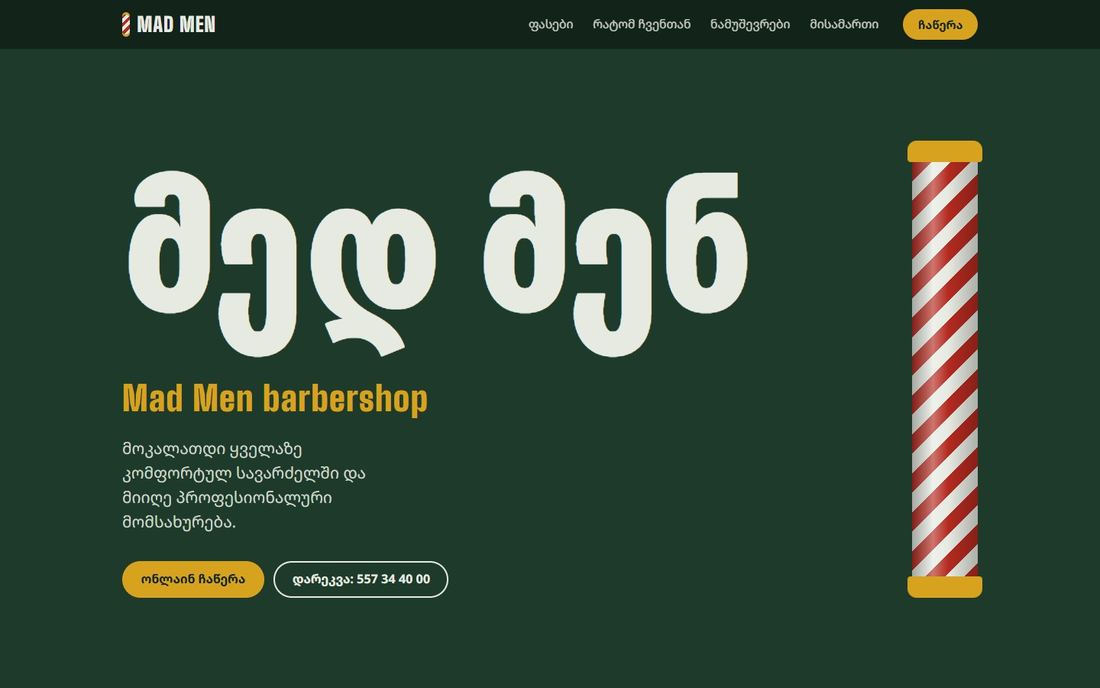 MAD MEN
ფასები
რატომ ჩვენთან
ნამუშევრები
მისამართი
ჩაწერა
მედ მენ
Mad Men barbershop
მოკალათდი ყველაზე
კომფორტულ სავარძელში და
მიიღე პროფესიონალური
მომსახურება.
ონლაინ ჩაწერა
დარეკვა: 557 34 40 00